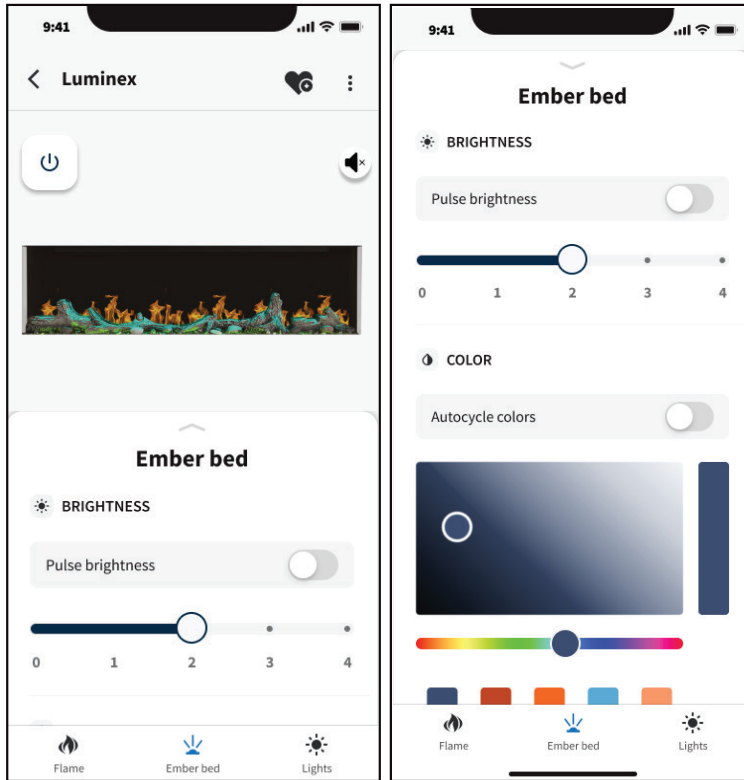 9:41
Luminex
Ember bed
BRIGHTNESS
Pulse brightness
0 1 2 3 4
Flame Ember bed Lights
9:41
Ember bed
BRIGHTNESS
Pulse brightness
0 1 2 3 4
COLOR
Autocycle colors
Flame Ember bed Lights